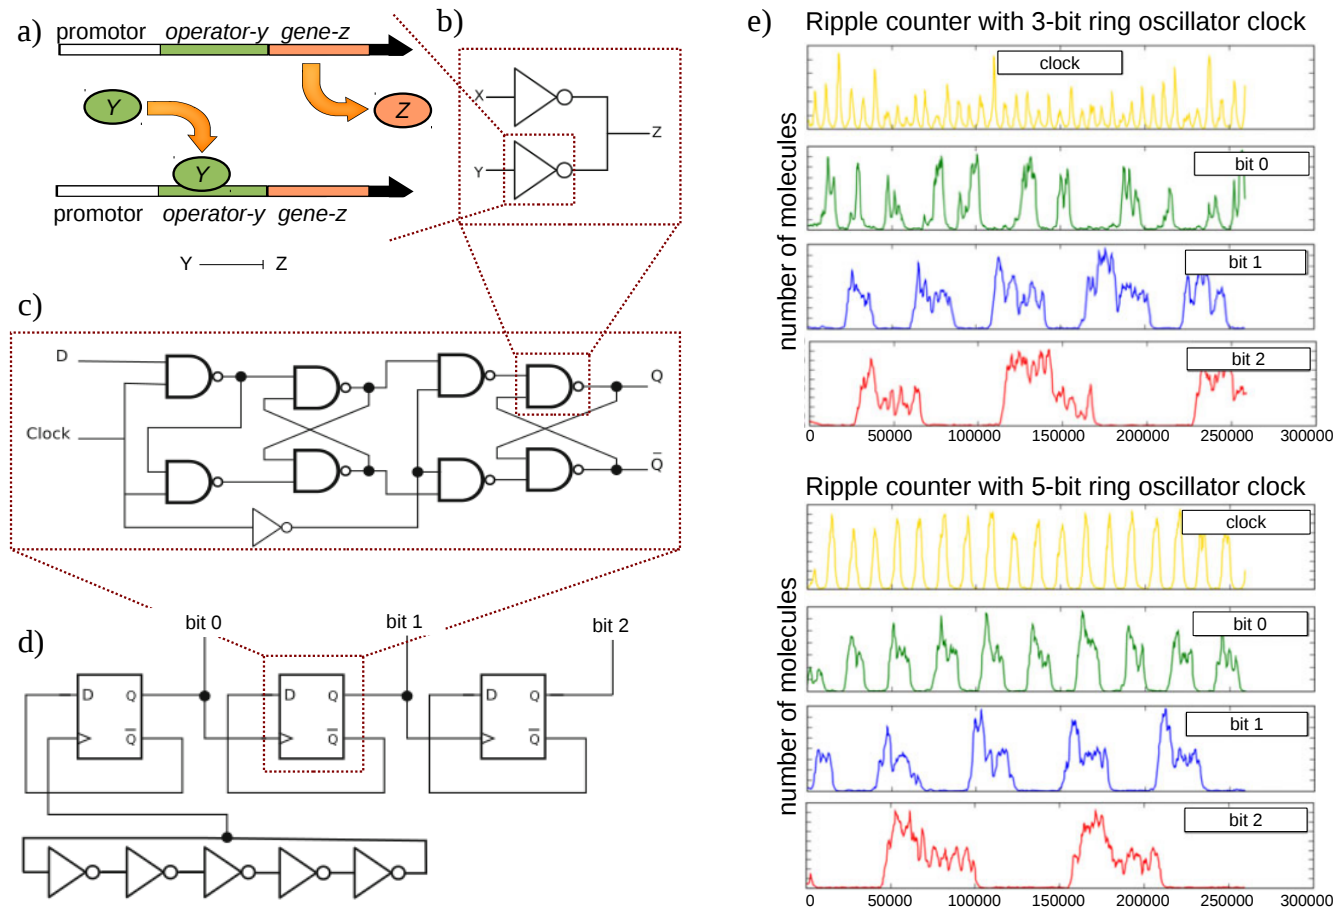 a)
promotor operator-y gene-z
Y
Z
Y
promotor operator-y gene-z
Y Z
b)
X
Y
Z
c)
D
Clock
Q
Q̅
d)
bit 0
bit 1
bit 2
D Q
Q̅
D Q
Q̅
D Q
Q̅
e)
Ripple counter with 3-bit ring oscillator clock
number of molecules
clock
bit 0
bit 1
bit 2
0 50000 100000 150000 200000 250000 300000
Ripple counter with 5-bit ring oscillator clock
number of molecules
clock
bit 0
bit 1
bit 2
0 50000 100000 150000 200000 250000 300000